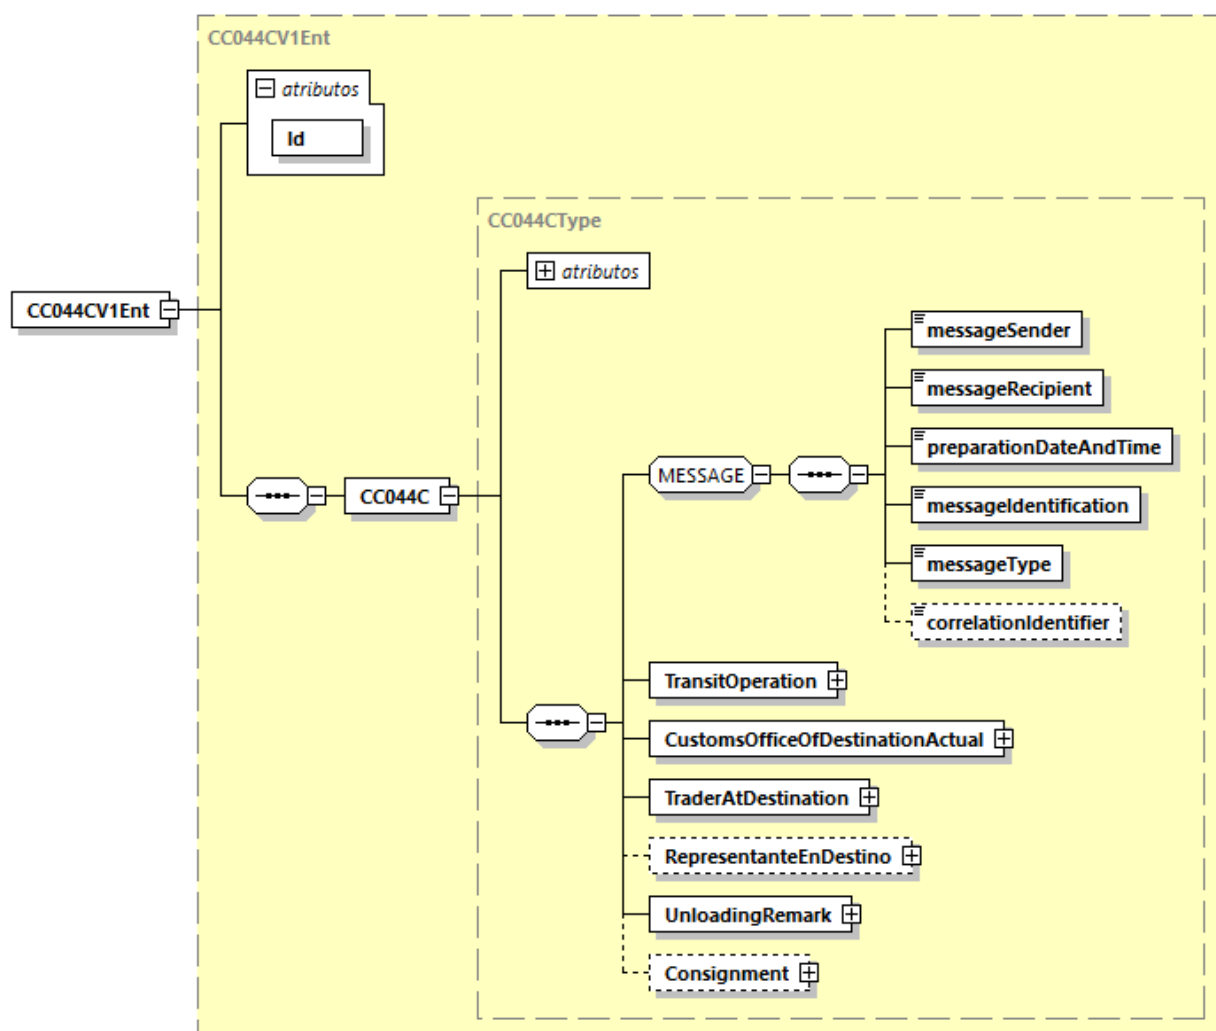 CC044CV1Ent
atributos
Id
CC044CType
atributos
CC044CV1Ent
messageSender
messageRecipient
preparationDateAndTime
MESSAGE
CC044C
messageIdentification
messageType
correlationIdentifier
TransitOperation
CustomsOfficeOfDestinationActual
TraderAtDestination
RepresentanteEnDestino
UnloadingRemark
Consignment